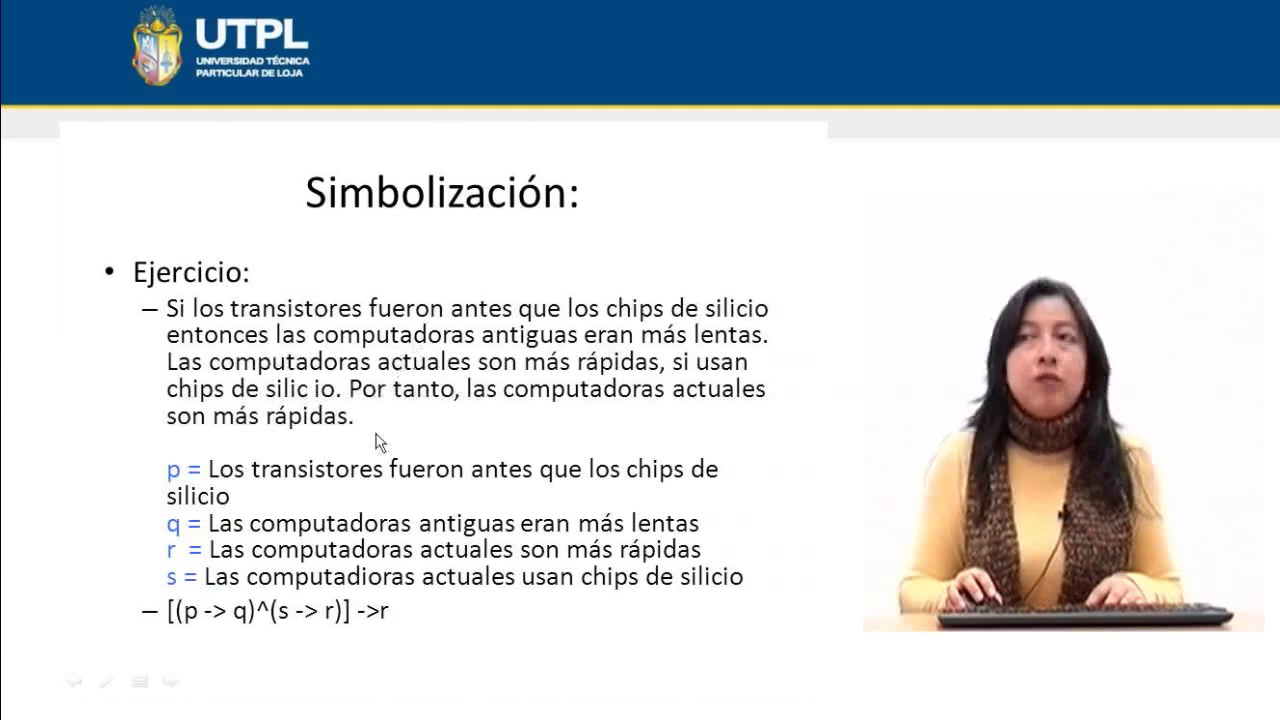 UTPL
UNIVERSIDAD TÉCNICA
PARTICULAR DE LOJA
Simbolización:
• Ejercicio:
– Si los transistores fueron antes que los chips de silicio
entonces las computadoras antiguas eran más lentas.
Las computadoras actuales son más rápidas, si usan
chips de silic io. Por tanto, las computadoras actuales
son más rápidas.
p = Los transistores fueron antes que los chips de
silicio
q = Las computadoras antiguas eran más lentas
r = Las computadoras actuales son más rápidas
s = Las computadioras actuales usan chips de silicio
– [(p -> q)^(s -> r)] ->r